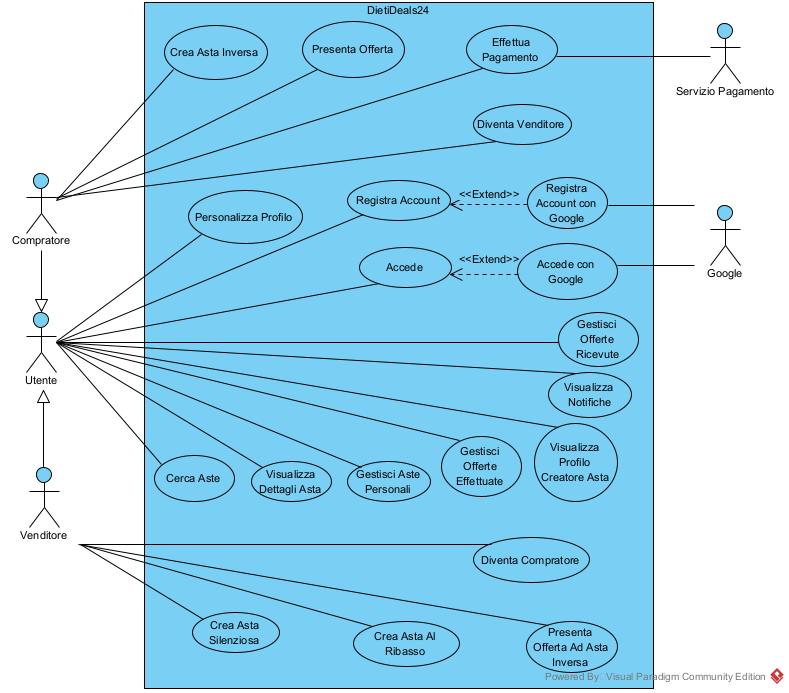 DietiDeals24
Crea Asta Inversa
Presenta Offerta
Effettua
Pagamento
Servizio Pagamento
Diventa Venditore
Compratore
Personalizza Profilo
Registra Account
<<Extend>>
Registra
Account con
Google
Accede
<<Extend>>
Accede con
Google
Google
Utente
Gestisci
Offerte
Ricevute
Visualizza
Notifiche
Cerca Aste
Visualizza
Dettagli Asta
Gestisci Aste
Personali
Gestisci
Offerte
Effettuate
Visualizza
Profilo
Creatore Asta
Venditore
Diventa Compratore
Crea Asta
Silenziosa
Crea Asta Al
Ribasso
Presenta
Offerta Ad Asta
Inversa
Powered By Visual Paradigm Community Edition